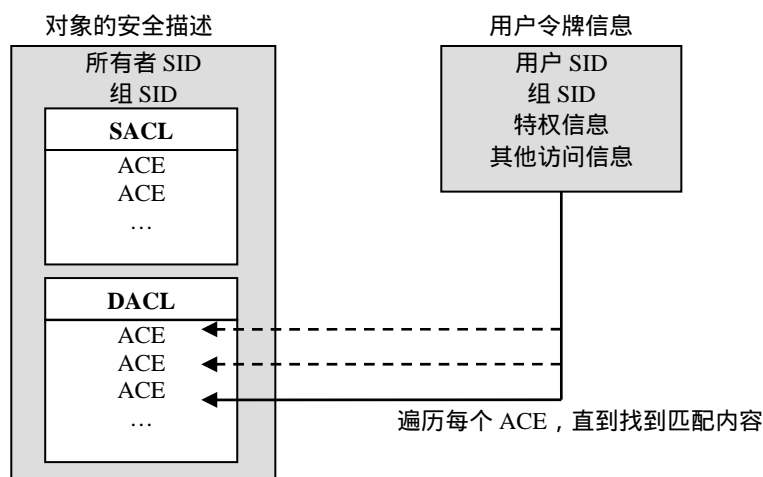 对象的安全描述
所有者 SID
组 SID
SACL
ACE
ACE
…
DACL
ACE
ACE
ACE
…
用户令牌信息
用户 SID
组 SID
特权信息
其他访问信息
遍历每个 ACE，直到找到匹配内容